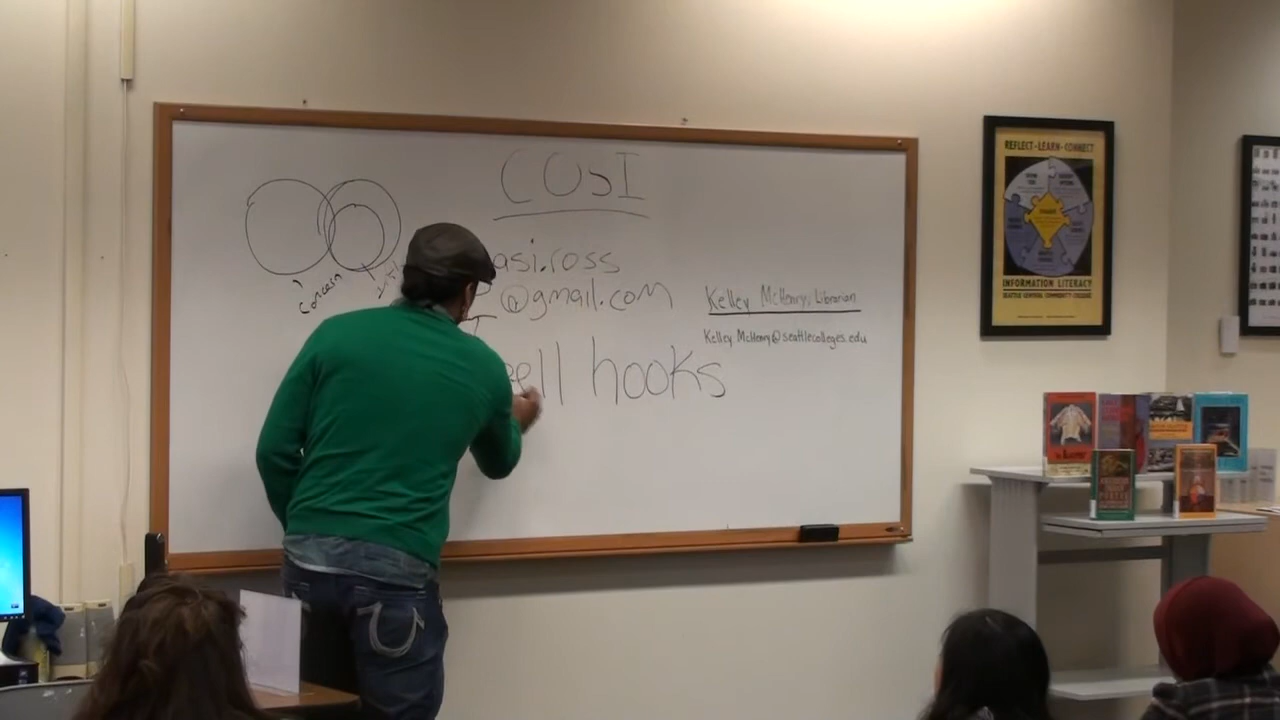 COSI
asi.ross
@gmail.com
Kelley McHenry, Librarian
KelleyMcHenry@seattlecolleges.edu
ell hooks
concern
REFLECT-LEARN-CONNECT
INFORMATION LITERACY
SEATTLE CENTRAL COMMUNITY COLLEGE